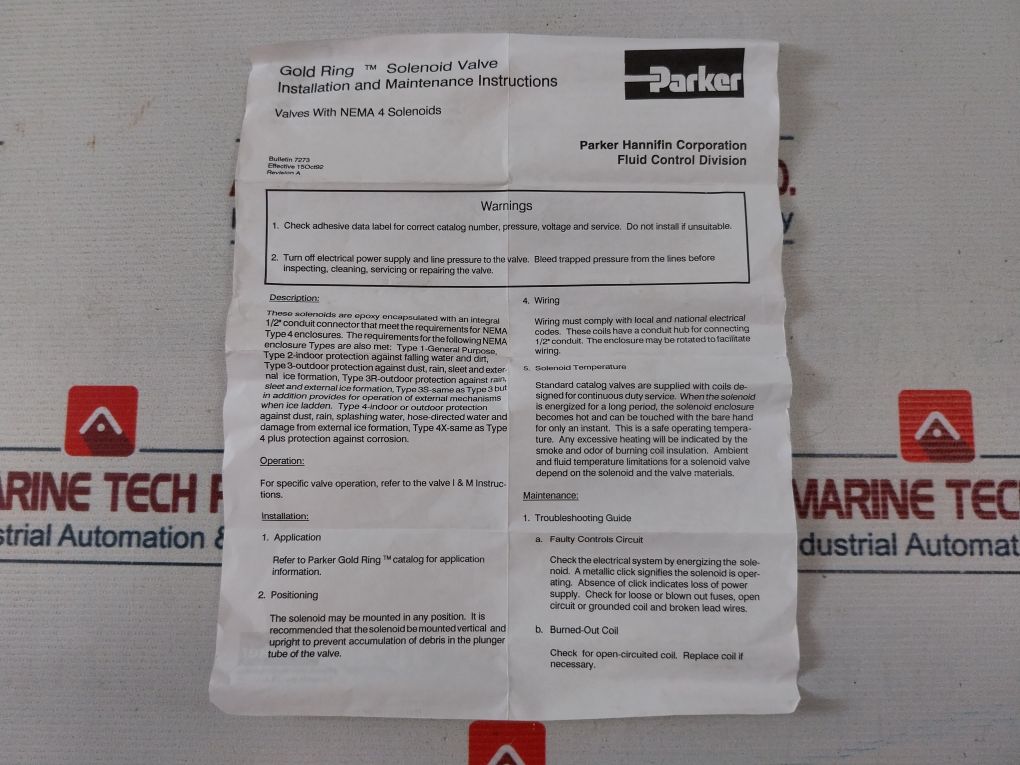 Gold Ring ™ Solenoid Valve
Installation and Maintenance Instructions
Valves With NEMA 4 Solenoids
Parker
Parker Hannifin Corporation
Fluid Control Division
Bulletin 7273
Effective 15Oct92
Revision A
Warnings
1. Check adhesive data label for correct catalog number, pressure, voltage and service. Do not install if unsuitable.
2. Turn off electrical power supply and line pressure to the valve. Bleed trapped pressure from the lines before
inspecting, cleaning, servicing or repairing the valve.
Description:
These solenoids are epoxy encapsulated with an integral
1/2" conduit connector that meet the requirements for NEMA
Type 4 enclosures. The requirements for the following NEMA
enclosure Types are also met: Type 1-General Purpose,
Type 2-indoor protection against falling water and dirt,
Type 3-outdoor protection against dust, rain, sleet and exter-
nal ice formation, Type 3R-outdoor protection against rain,
sleet and external ice formation, Type 3S-same as Type 3 but
in addition provides for operation of external mechanisms
when ice ladden. Type 4-indoor or outdoor protection
against dust, rain, splashing water, hose-directed water and
damage from external ice formation, Type 4X-same as Type
4 plus protection against corrosion.
Operation:
For specific valve operation, refer to the valve I & M Instruc-
tions.
Installation:
1. Application
Refer to Parker Gold Ring ™ catalog for application
information.
2. Positioning
The solenoid may be mounted in any position. It is
recommended that the solenoid be mounted vertical and
upright to prevent accumulation of debris in the plunger
tube of the valve.
4. Wiring
Wiring must comply with local and national electrical
codes. These coils have a conduit hub for connecting
1/2" conduit. The enclosure may be rotated to facilitate
wiring.
5. Solenoid Temperature
Standard catalog valves are supplied with coils de-
signed for continuous duty service. When the solenoid
is energized for a long period, the solenoid enclosure
becomes hot and can be touched with the bare hand
for only an instant. This is a safe operating tempera-
ture. Any excessive heating will be indicated by the
smoke and odor of burning coil insulation. Ambient
and fluid temperature limitations for a solenoid valve
depend on the solenoid and the valve materials.
Maintenance:
1. Troubleshooting Guide
a. Faulty Controls Circuit
Check the electrical system by energizing the sole-
noid. A metallic click signifies the solenoid is oper-
ating. Absence of click indicates loss of power
supply. Check for loose or blown out fuses, open
circuit or grounded coil and broken lead wires.
b. Burned-Out Coil
Check for open-circuited coil. Replace coil if
necessary.
ARINE TECH
strial Automation &
MARINE TEC
dustrial Automat